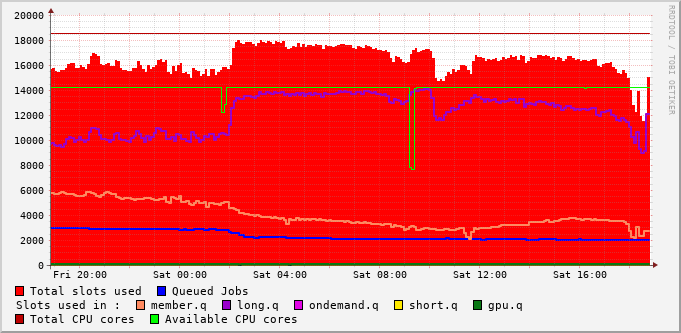 20000
18000
16000
14000
12000
10000
8000
6000
4000
2000
0
Fri 20:00 Sat 00:00 Sat 04:00 Sat 08:00 Sat 12:00 Sat 16:00
RRDTOOL / TOBI OETIKER
Total slots used Queued Jobs
Slots used in : member.q long.q ondemand.q short.q gpu.q
Total CPU cores Available CPU cores